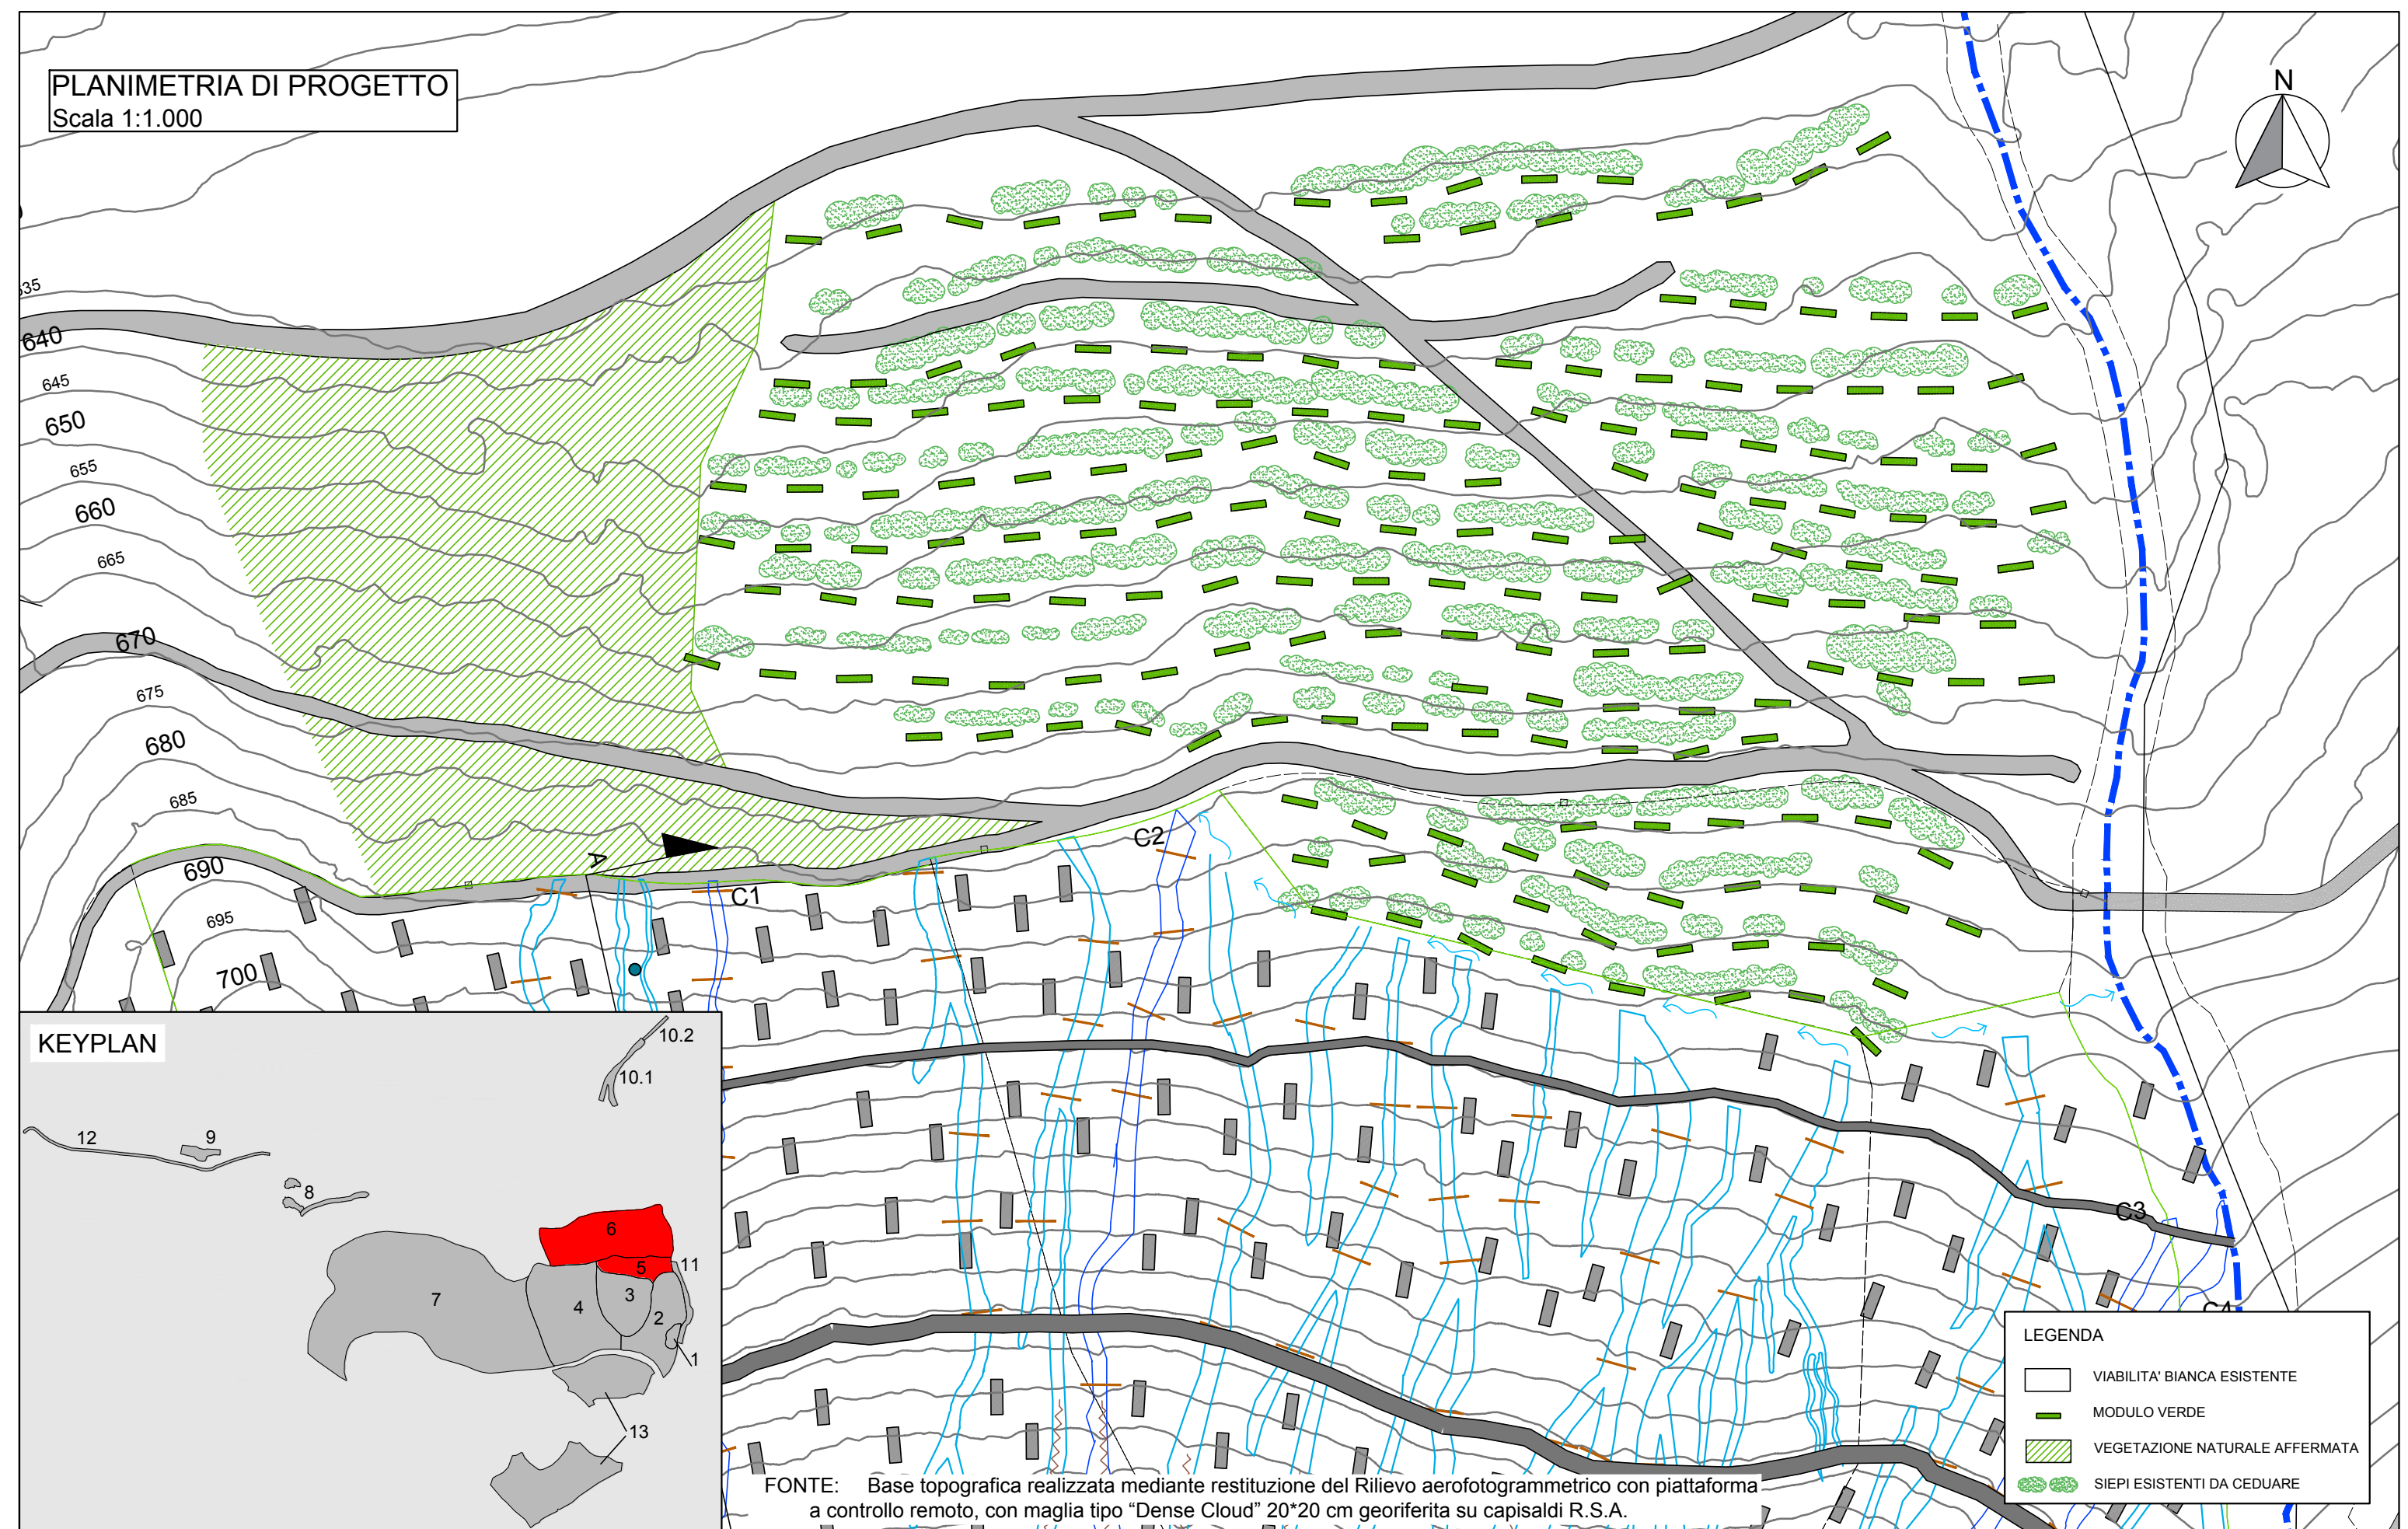 PLANIMETRIA DI PROGETTO
Scala 1:1.000
N
640
645
650
655
660
665
670
675
680
685
690
695
700
A
C1
C2
C3
KEYPLAN
10.2
10.1
12
9
8
6
5
11
7
4
3
2
1
13
LEGENDA
VIABILITA' BIANCA ESISTENTE
MODULO VERDE
VEGETAZIONE NATURALE AFFERMATA
SIEPI ESISTENTI DA CEDUARE
FONTE: Base topografica realizzata mediante restituzione del Rilievo aerofotogrammetrico con piattaforma
a controllo remoto, con maglia tipo “Dense Cloud” 20*20 cm georiferita su capisaldi R.S.A.